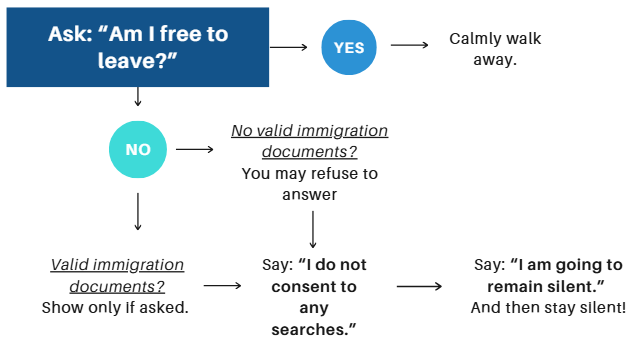 Ask: “Am I free to
leave?”
YES
Calmly walk
away.
NO
No valid immigration
documents?
You may refuse to
answer
Valid immigration
documents?
Show only if asked.
Say: “I do not
consent to
any
searches.”
Say: “I am going to
remain silent.”
And then stay silent!